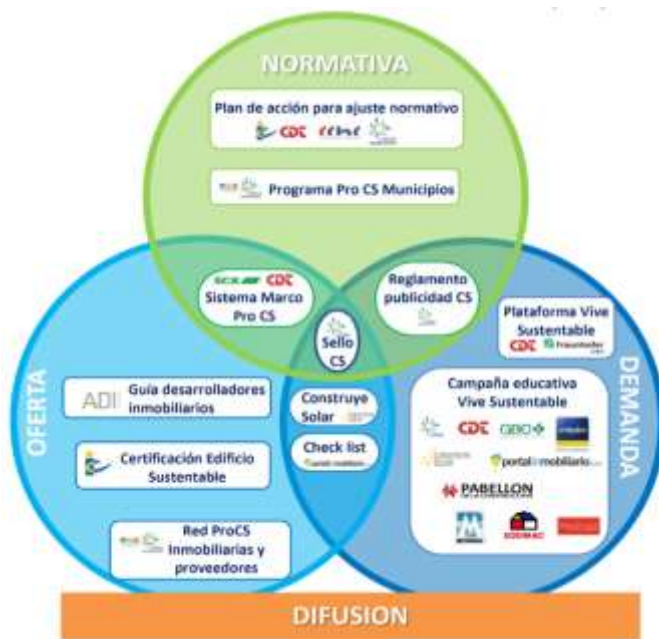 NORMATIVA
Plan de acción para ajuste normativo
CDT
Programa Pro CS Municipios
CDT
Sistema Marco
Pro CS
Reglamento
publicidad CS
Sello
CS
Plataforma Vive
Sustentable
CDT Fraunhofer
OFERTA
DEMANDA
ADI
Guía desarrolladores
inmobiliarios
Construye
Solar
Campaña educativa
Vive Sustentable
CDT
Certificación Edificio
Sustentable
Check list
portalinmobiliario
PABELLON
Red ProCS
Inmobiliarias y
proveedores
SODIMAC
DIFUSION